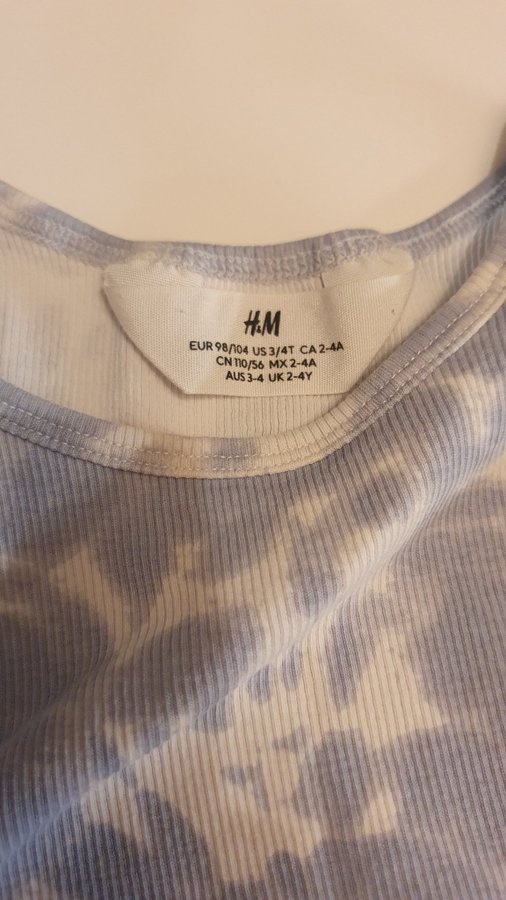 H&M
EUR 98/104 US 3/4T CA 2-4A
CN 110/56 MX 2-4A
AUS 3-4 UK 2-4Y